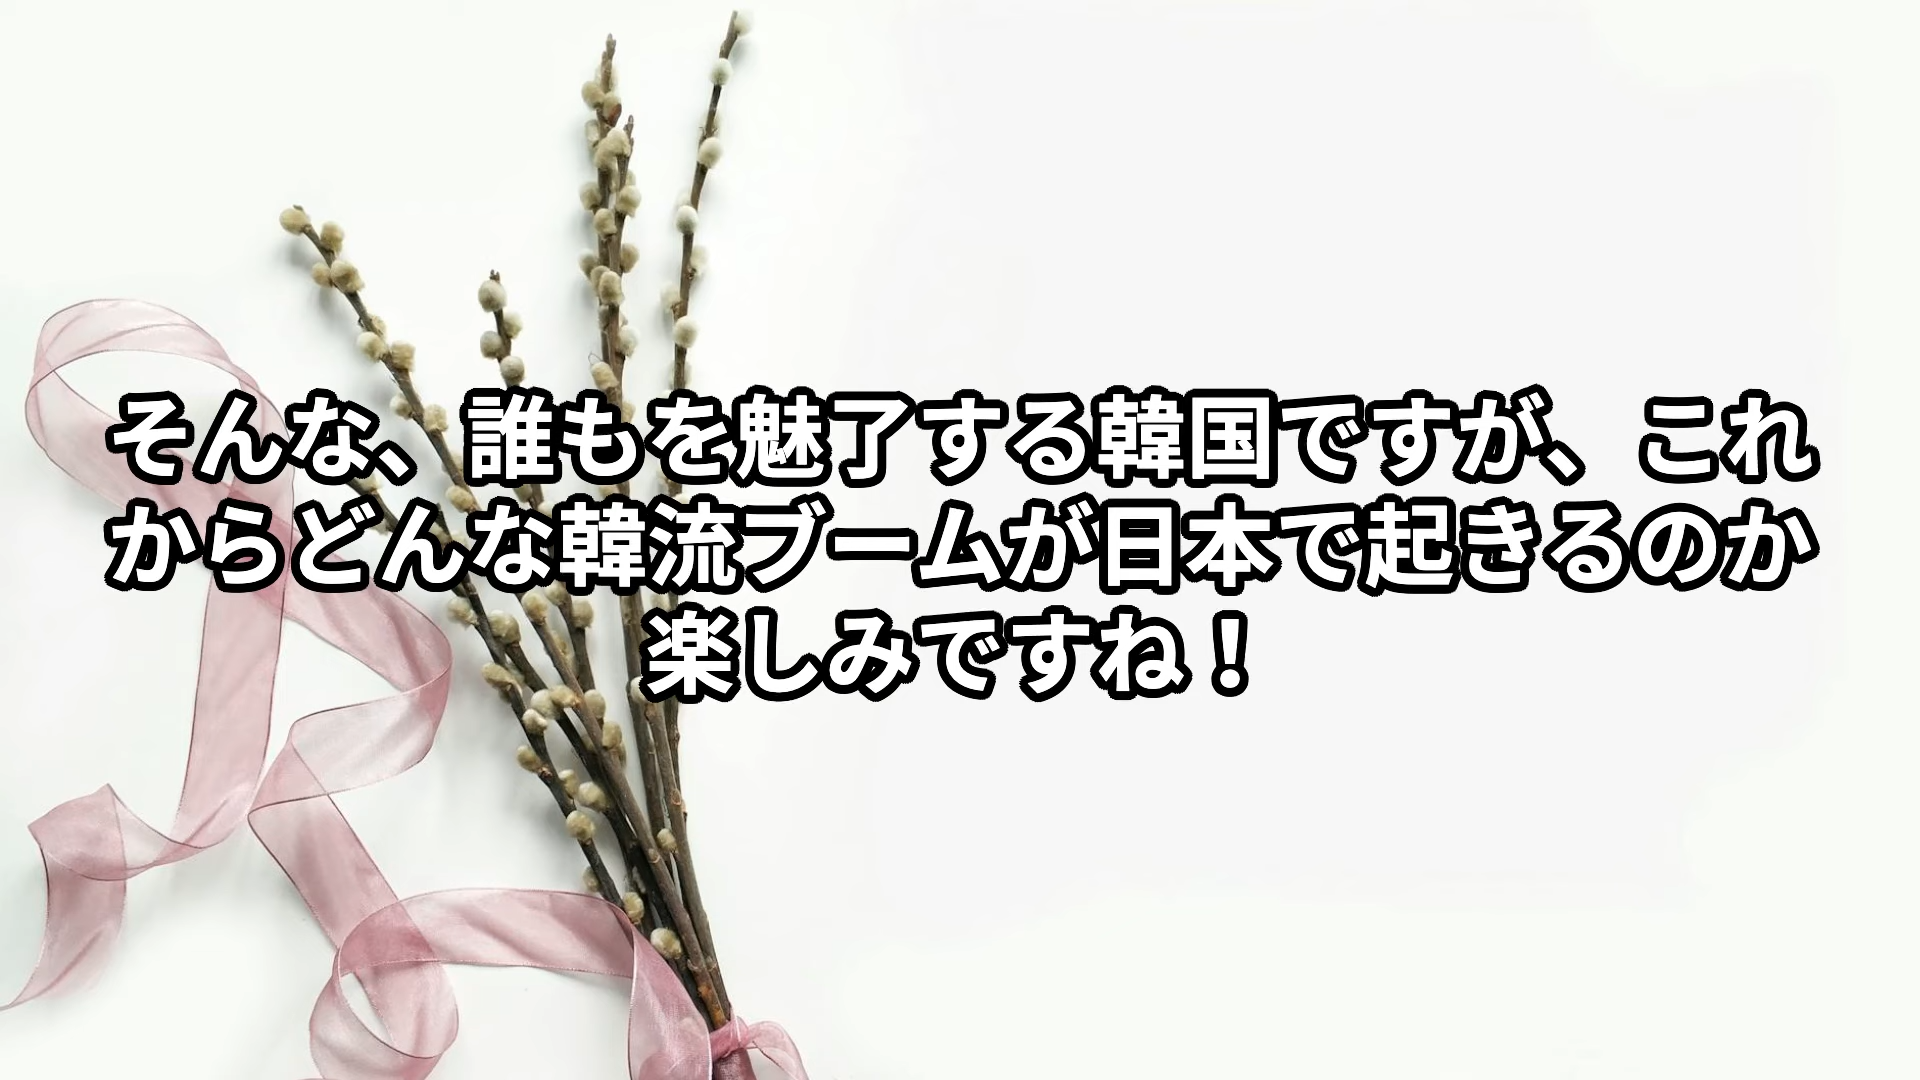 そんな、誰もを魅了する韓国ですが、これ
からどんな韓流ブームが日本で起きるのか
楽しみですね！